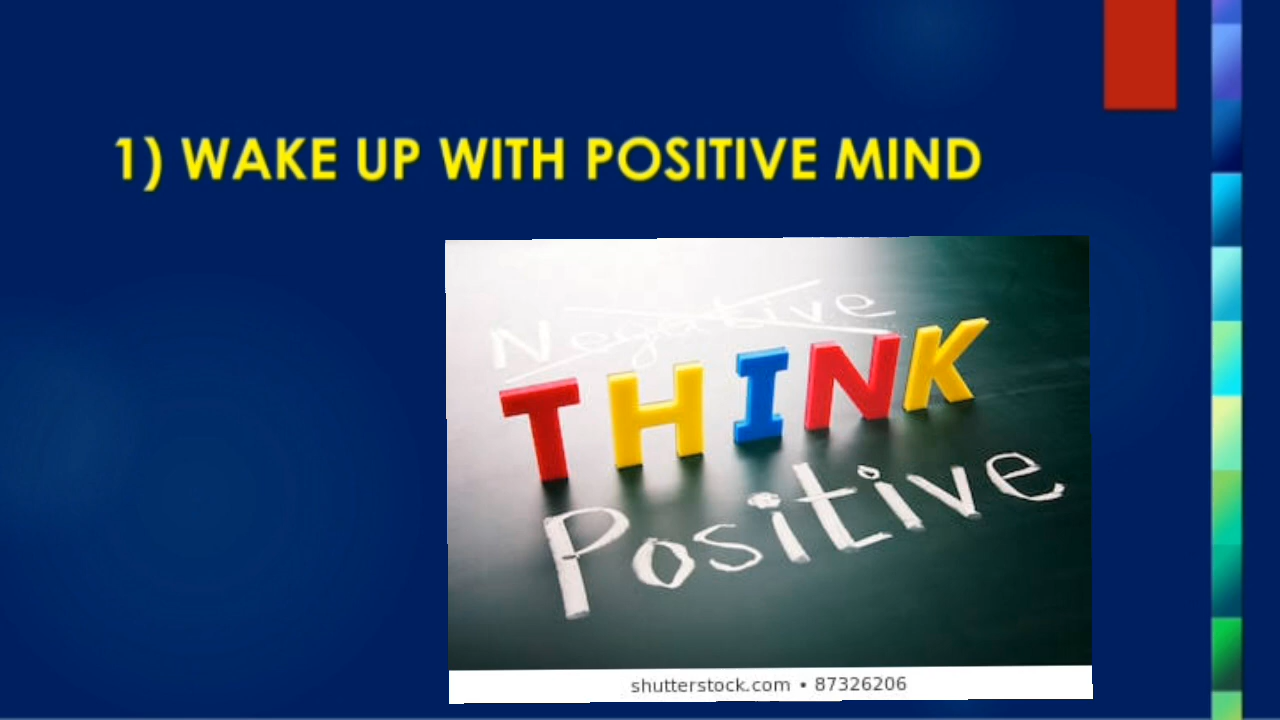 1) WAKE UP WITH POSITIVE MIND
Negative
THINK
Positive
shutterstock.com • 87326206